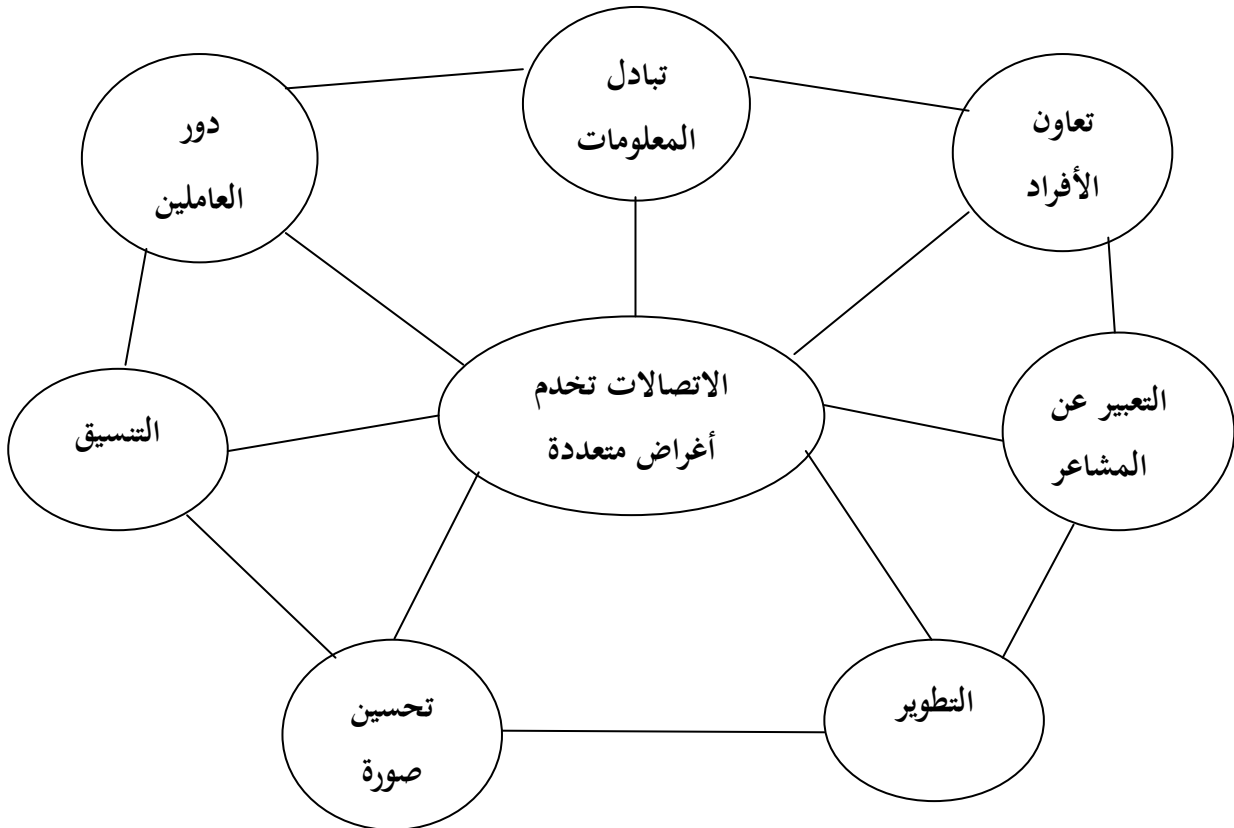 تبادل
المعلومات
تعاون
الأفراد
دور
العاملين
الاتصالات تخدم
أغراض متعددة
التعبير عن
المشاعر
التنسيق
التطوير
تحسين
صورة